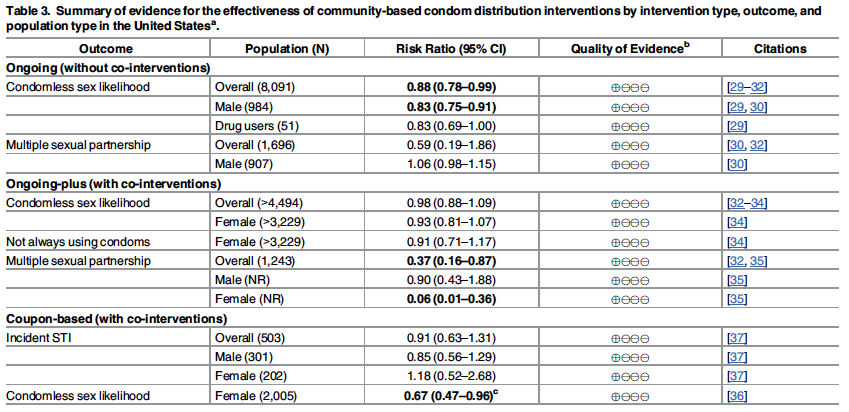 Table 3. Summary of evidence for the effectiveness of community-based condom distribution interventions by intervention type, outcome, and
population type in the United Statesᵃ.
Outcome Population (N) Risk Ratio (95% CI) Quality of Evidenceᵇ Citations
Ongoing (without co-interventions)
Condomless sex likelihood Overall (8,091) 0.88 (0.78–0.99) ⊕⊖⊖⊖ [29–32]
Male (984) 0.83 (0.75–0.91) ⊕⊖⊖⊖ [29, 30]
Drug users (51) 0.83 (0.69–1.00) ⊕⊖⊖⊖ [29]
Multiple sexual partnership Overall (1,696) 0.59 (0.19–1.86) ⊕⊖⊖⊖ [30, 32]
Male (907) 1.06 (0.98–1.15) ⊕⊖⊖⊖ [30]
Ongoing-plus (with co-interventions)
Condomless sex likelihood Overall (>4,494) 0.98 (0.88–1.09) ⊕⊖⊖⊖ [32–34]
Female (>3,229) 0.93 (0.81–1.07) ⊕⊖⊖⊖ [34]
Not always using condoms Female (>3,229) 0.91 (0.71–1.17) ⊕⊖⊖⊖ [34]
Multiple sexual partnership Overall (1,243) 0.37 (0.16–0.87) ⊕⊖⊖⊖ [32, 35]
Male (NR) 0.90 (0.43–1.88) ⊕⊖⊖⊖ [35]
Female (NR) 0.06 (0.01–0.36) ⊕⊖⊖⊖ [35]
Coupon-based (with co-interventions)
Incident STI Overall (503) 0.91 (0.63–1.31) ⊕⊖⊖⊖ [37]
Male (301) 0.85 (0.56–1.29) ⊕⊖⊖⊖ [37]
Female (202) 1.18 (0.52–2.68) ⊕⊖⊖⊖ [37]
Condomless sex likelihood Female (2,005) 0.67 (0.47–0.96)ᶜ ⊕⊖⊖⊖ [36]